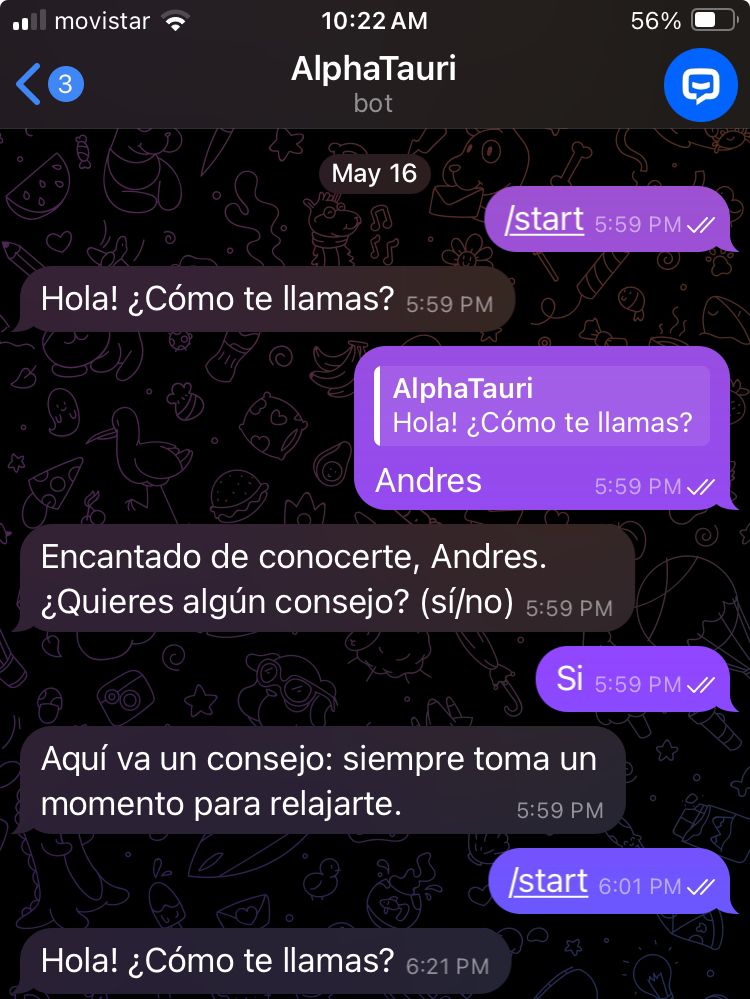 movistar 10:22 AM 56%
3 AlphaTauri
bot
May 16
/start 5:59 PM
Hola! ¿Cómo te llamas? 5:59 PM
AlphaTauri
Hola! ¿Cómo te llamas?
Andres 5:59 PM
Encantado de conocerte, Andres.
¿Quieres algún consejo? (sí/no) 5:59 PM
Si 5:59 PM
Aquí va un consejo: siempre toma un
momento para relajarte. 5:59 PM
/start 6:01 PM
Hola! ¿Cómo te llamas? 6:21 PM